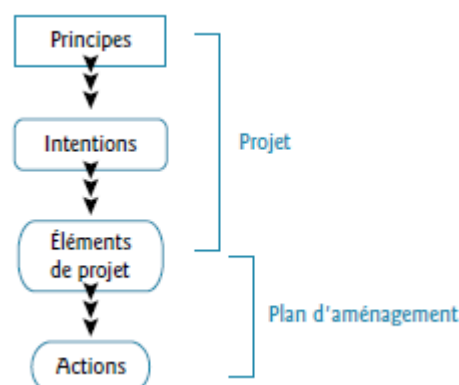 Principes
Intentions
Projet
Éléments
de projet
Plan d'aménagement
Actions